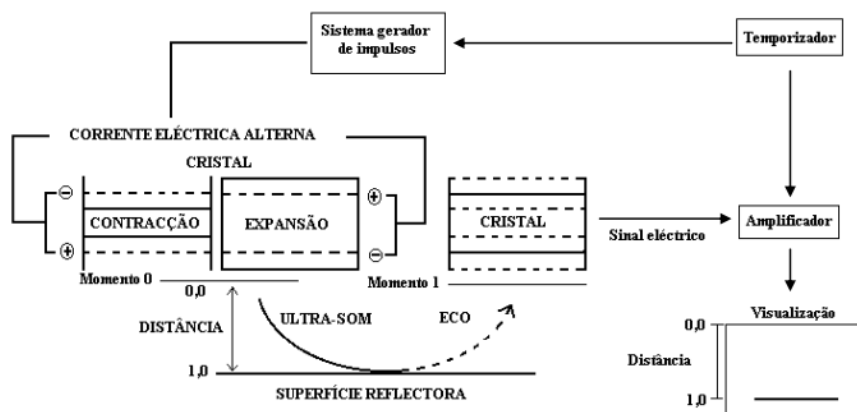 Sistema gerador
de impulsos
Temporizador
CORRENTE ELÉCTRICA ALTERNA
CRISTAL
−
+
CONTRACÇÃO
EXPANSÃO
+
−
CRISTAL
Sinal eléctrico
Amplificador
Momento 0
0,0
Momento 1
DISTÂNCIA
ULTRA-SOM
ECO
1,0
SUPERFÍCIE REFLECTORA
Visualização
0,0
Distância
1,0